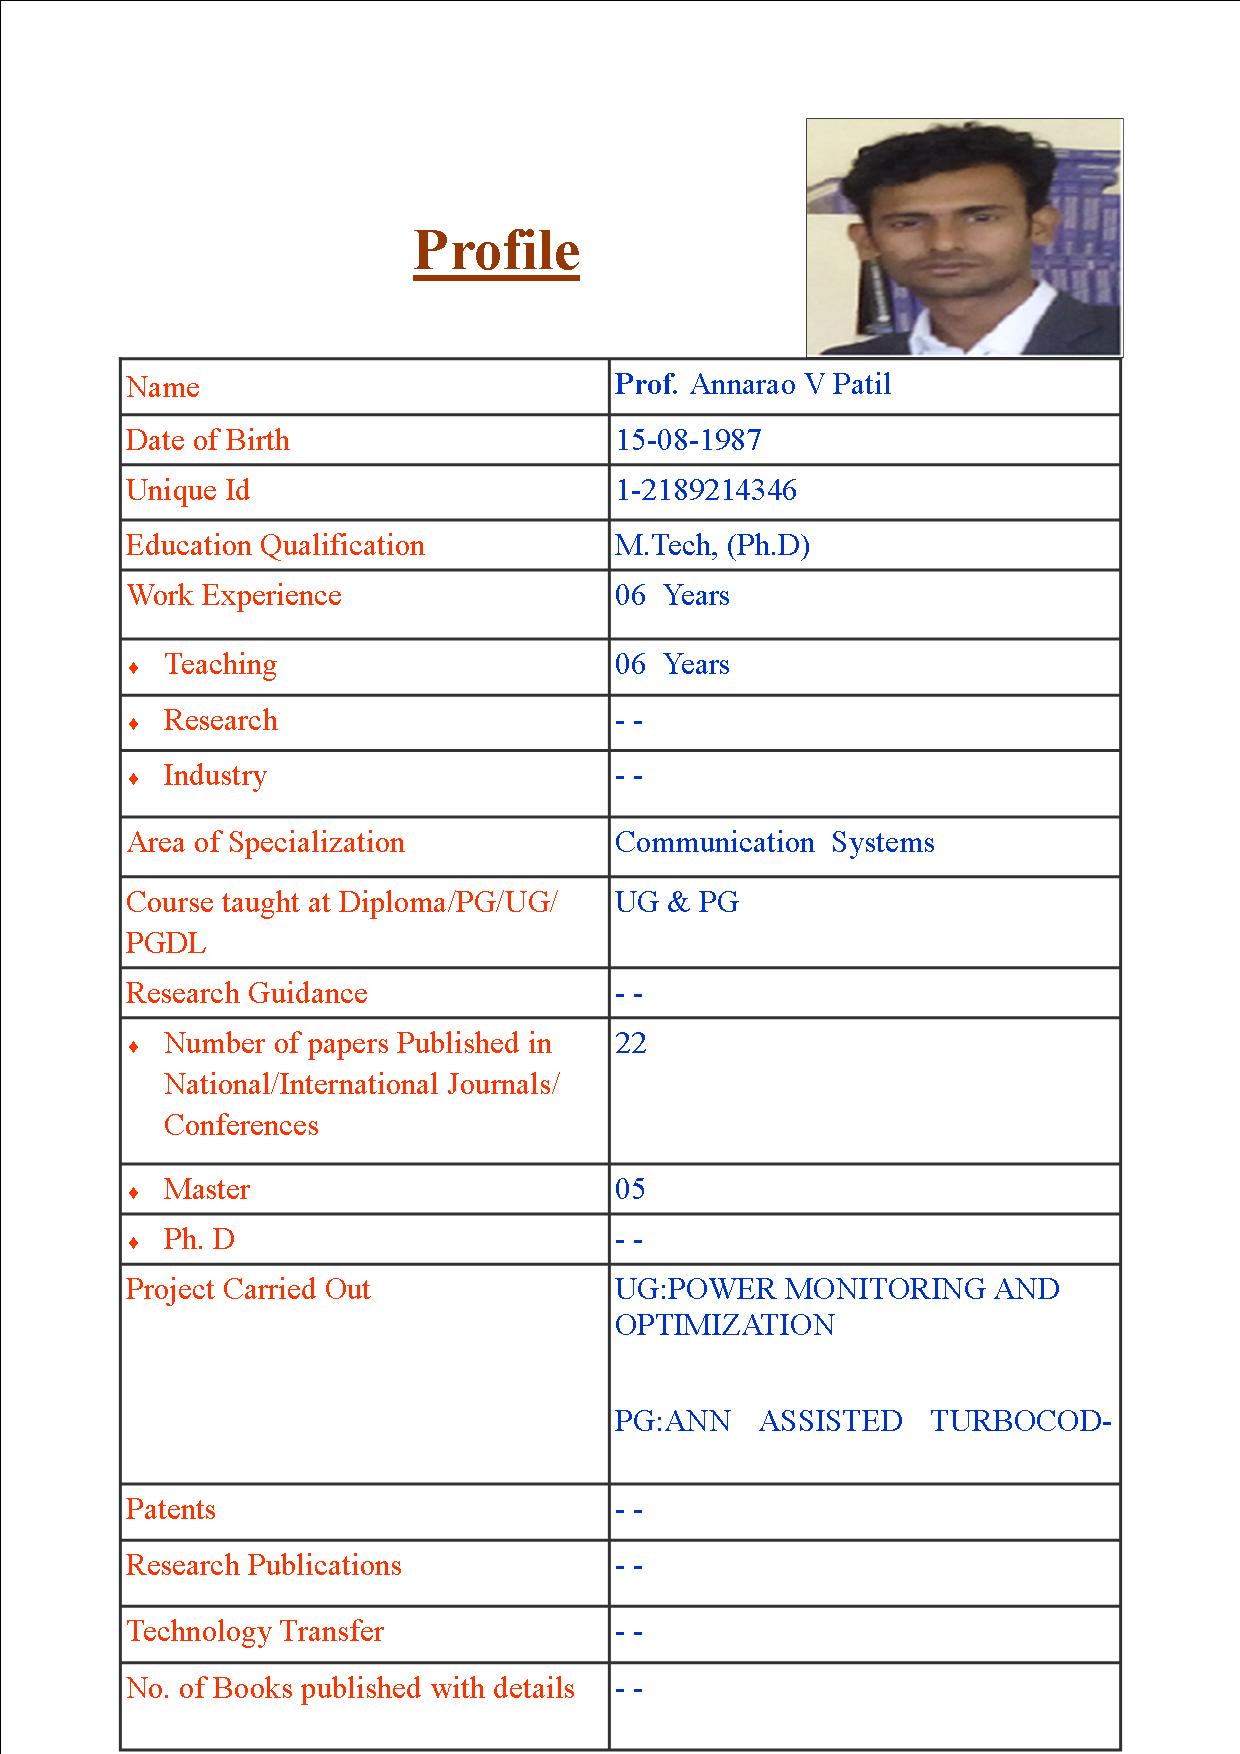 Profile
Name
Prof. Annarao V Patil
Date of Birth
15-08-1987
Unique Id
1-2189214346
Education Qualification
M.Tech, (Ph.D)
Work Experience
06 Years
♦ Teaching
06 Years
♦ Research
- -
♦ Industry
- -
Area of Specialization
Communication Systems
Course taught at Diploma/PG/UG/
PGDL
UG & PG
Research Guidance
- -
♦ Number of papers Published in
National/International Journals/
Conferences
22
♦ Master
05
♦ Ph. D
- -
Project Carried Out
UG:POWER MONITORING AND
OPTIMIZATION
PG:ANN ASSISTED TURBOCOD-
Patents
- -
Research Publications
- -
Technology Transfer
- -
No. of Books published with details
- -